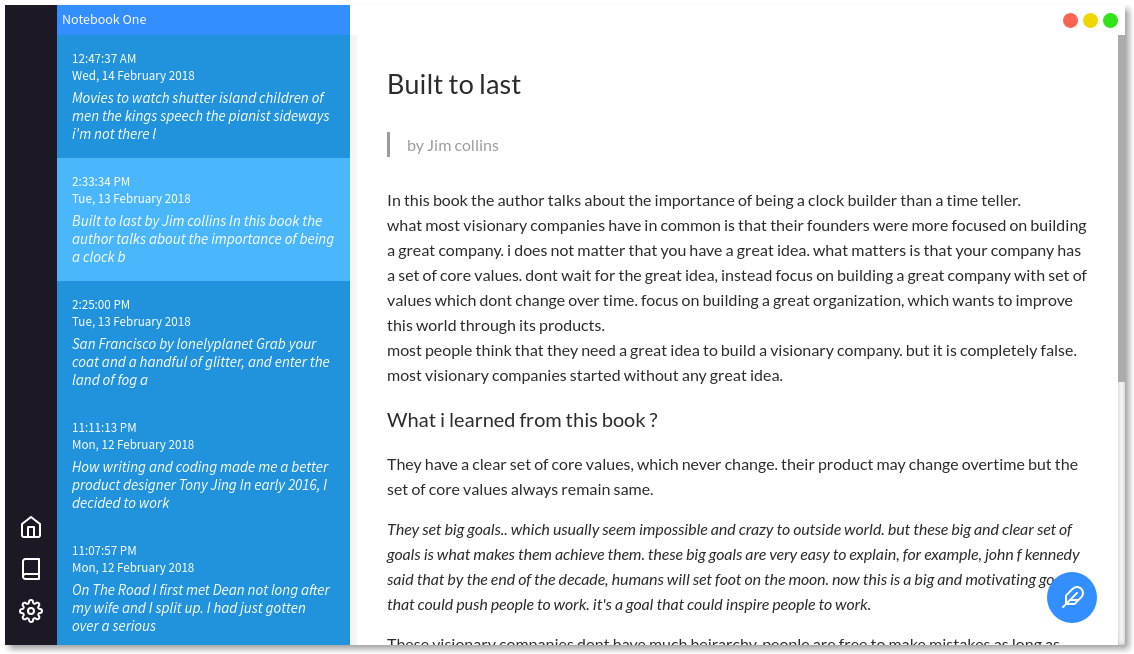 Notebook One
12:47:37 AM
Wed, 14 February 2018
Movies to watch shutter island children of
men the kings speech the pianist sideways
i'm not there l
2:33:34 PM
Tue, 13 February 2018
Built to last by Jim collins In this book the
author talks about the importance of being
a clock b
2:25:00 PM
Tue, 13 February 2018
San Francisco by lonelyplanet Grab your
coat and a handful of glitter, and enter the
land of fog a
11:11:13 PM
Mon, 12 February 2018
How writing and coding made me a better
product designer Tony Jing In early 2016, I
decided to work
11:07:57 PM
Mon, 12 February 2018
On The Road I first met Dean not long after
my wife and I split up. I had just gotten
over a serious
Built to last
by Jim collins
In this book the author talks about the importance of being a clock builder than a time teller.
what most visionary companies have in common is that their founders were more focused on building
a great company. i does not matter that you have a great idea. what matters is that your company has
a set of core values. dont wait for the great idea, instead focus on building a great company with set of
values which dont change over time. focus on building a great organization, which wants to improve
this world through its products.
most people think that they need a great idea to build a visionary company. but it is completely false.
most visionary companies started without any great idea.
What i learned from this book ?
They have a clear set of core values, which never change. their product may change overtime but the
set of core values always remain same.
They set big goals.. which usually seem impossible and crazy to outside world. but these big and clear set of
goals is what makes them achieve them. these big goals are very easy to explain, for example, john f kennedy
said that by the end of the decade, humans will set foot on the moon. now this is a big and motivating
that could push people to work. it's a goal that could inspire people to work.
These visionary companies dont have much heirarchy. people are free to make mistakes as long as